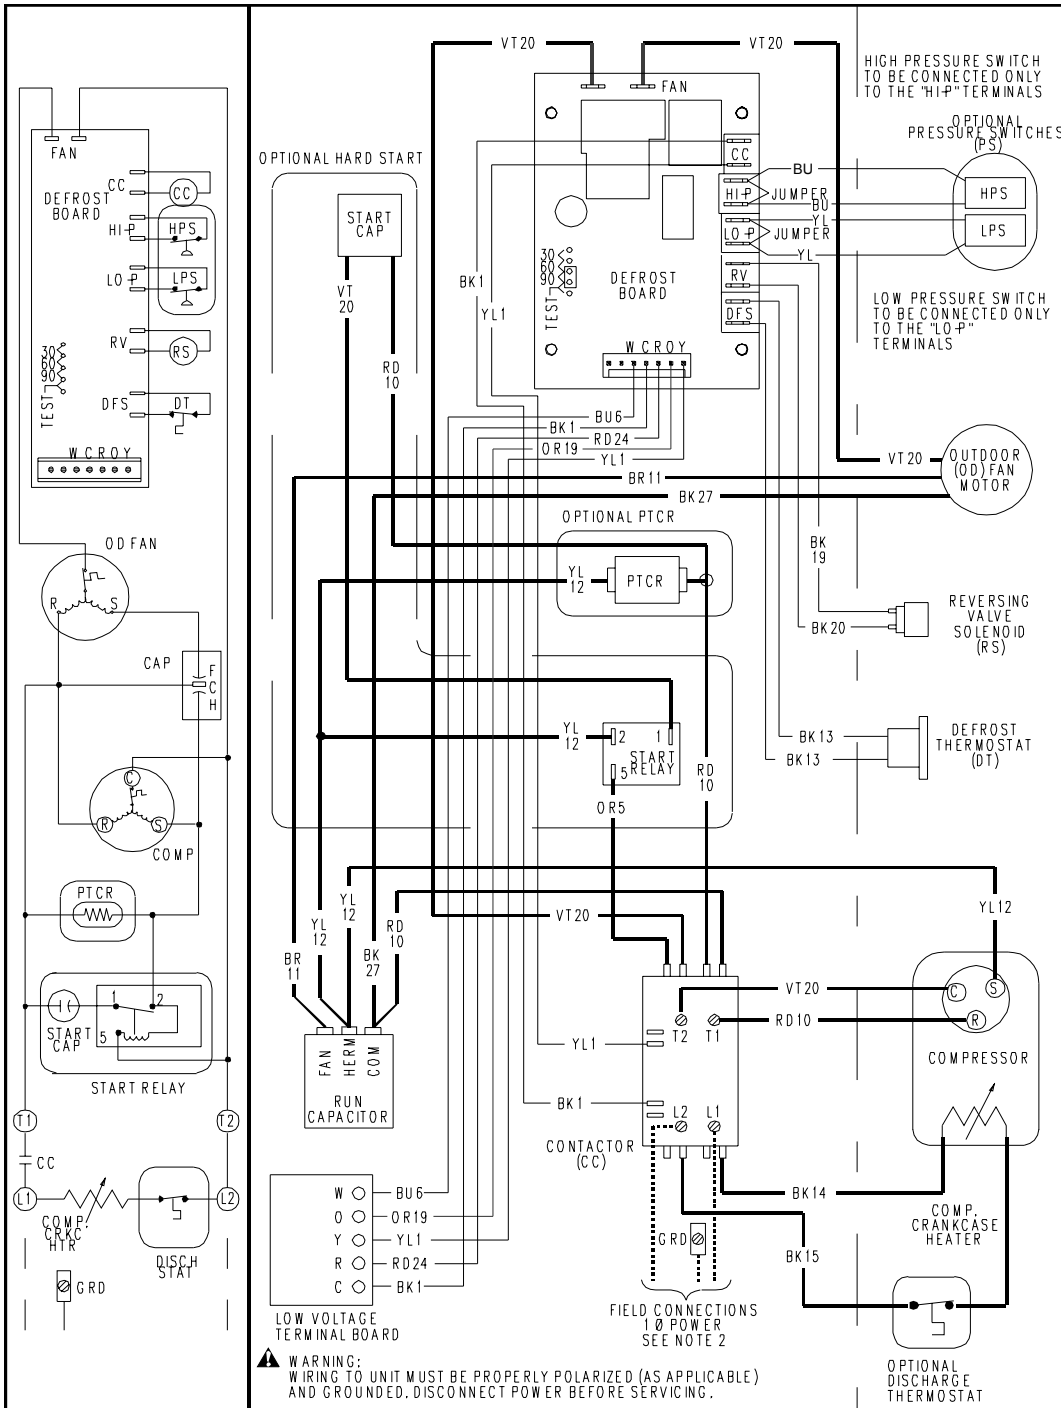 FAN
DEFROST
BOARD
CC
CC
HI-P
HPS
LO-P
LPS
RV
RS
30
60
90
TEST
DFS
DT
W C R O Y
OD FAN
R
S
CAP
F
C
H
C
R
S
COMP
PTCR
1
2
START
CAP
5
START RELAY
T1
T2
CC
L1
L2
COMP.
CRKC
HTR
DISCH
STAT
GRD
VT20
VT20
FAN
HIGH PRESSURE SWITCH
TO BE CONNECTED ONLY
TO THE "HI-P" TERMINALS
OPTIONAL
PRESSURE SWITCHES
(PS)
OPTIONAL HARD START
START
CAP
CC
BU
HI-P
JUMPER
BU
HPS
YL
LO-P
JUMPER
YL
LPS
RV
DFS
30
60
90
TEST
DEFROST
BOARD
W C R O Y
LOW PRESSURE SWITCH
TO BE CONNECTED ONLY
TO THE "LO-P"
TERMINALS
BK1
YL1
VT
20
RD
10
BU6
BK1
RD24
OR19
YL1
BR11
BK27
VT20
OUTDOOR
(OD) FAN
MOTOR
OPTIONAL PTCR
YL
12
PTCR
BK
19
BK20
REVERSING
VALVE
SOLENOID
(RS)
YL
12
2
1
START
RELAY
5
OR5
RD
10
BK13
BK13
DEFROST
THERMOSTAT
(DT)
BR
11
YL
12
YL
12
BK
27
RD
10
VT20
YL12
VT20
C
S
R
T2
T1
RD10
COMPRESSOR
YL1
FAN
HERM
COM
RUN
CAPACITOR
BK1
L2
L1
CONTACTOR
(CC)
BK14
COMP.
CRANKCASE
HEATER
W
BU6
O
OR19
Y
YL1
R
RD24
C
BK1
LOW VOLTAGE
TERMINAL BOARD
GRD
BK15
FIELD CONNECTIONS
1 Ø POWER
SEE NOTE 2
OPTIONAL
DISCHARGE
THERMOSTAT
WARNING:
WIRING TO UNIT MUST BE PROPERLY POLARIZED (AS APPLICABLE)
AND GROUNDED. DISCONNECT POWER BEFORE SERVICING.